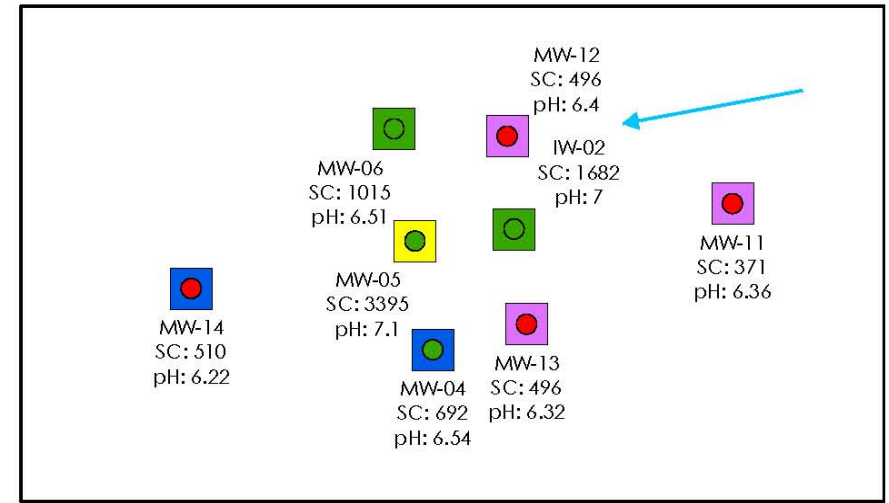 MW-12
SC: 496
pH: 6.4
IW-02
SC: 1682
pH: 7
MW-06
SC: 1015
pH: 6.51
MW-11
SC: 371
pH: 6.36
MW-05
SC: 3395
pH: 7.1
MW-14
SC: 510
pH: 6.22
MW-13
SC: 496
pH: 6.32
MW-04
SC: 692
pH: 6.54